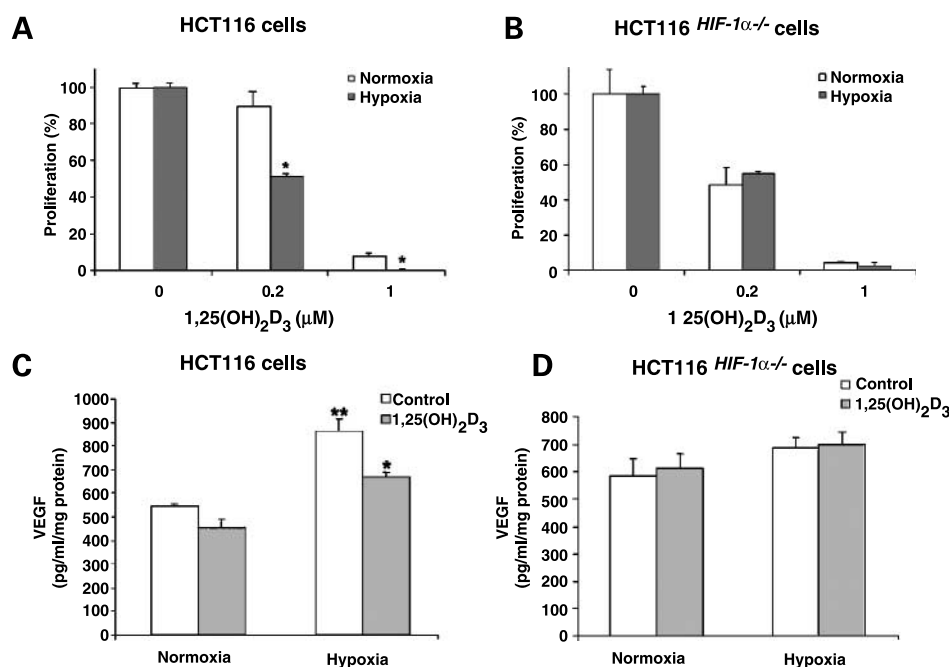 A
HCT116 cells
Normoxia
Hypoxia
Proliferation (%)
100
80
60
40
20
0
*
*
0
0.2
1
1,25(OH)2D3 (μM)
B
HCT116 HIF-1α-/- cells
Normoxia
Hypoxia
Proliferation (%)
120
100
80
60
40
20
0
0
0.2
1
1 25(OH)2D3 (μM)
C
HCT116 cells
Control
1,25(OH)2D3
VEGF
(pg/ml/mg protein)
1000
900
800
700
600
500
400
300
200
100
0
**
*
Normoxia
Hypoxia
D
HCT116 HIF-1α-/- cells
Control
1,25(OH)2D3
VEGF
(pg/ml/mg protein)
800
700
600
500
400
300
200
100
0
Normoxia
Hypoxia